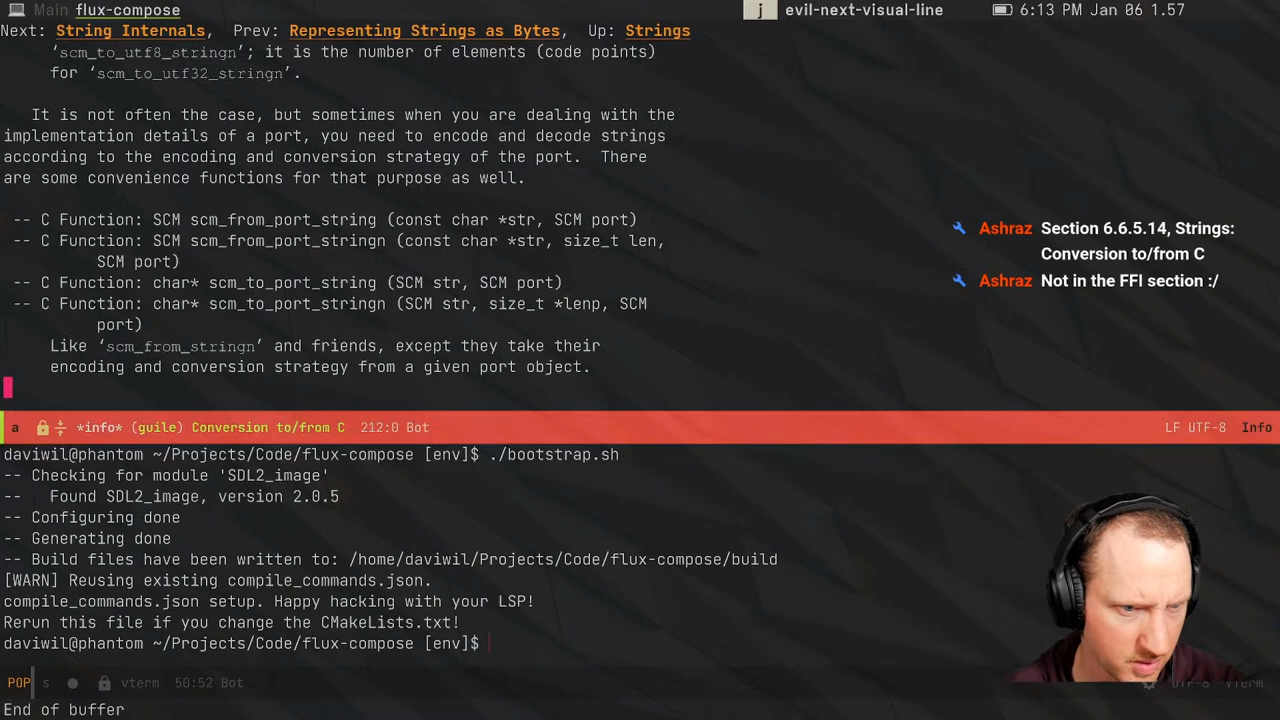 Main flux-compose
j evil-next-visual-line 6:13 PM Jan 06 1.57
Next: String Internals, Prev: Representing Strings as Bytes, Up: Strings
‘scm_to_utf8_stringn’; it is the number of elements (code points)
for ‘scm_to_utf32_stringn’.
It is not often the case, but sometimes when you are dealing with the
implementation details of a port, you need to encode and decode strings
according to the encoding and conversion strategy of the port. There
are some convenience functions for that purpose as well.
-- C Function: SCM scm_from_port_string (const char *str, SCM port)
-- C Function: SCM scm_from_port_stringn (const char *str, size_t len,
SCM port)
-- C Function: char* scm_to_port_string (SCM str, SCM port)
-- C Function: char* scm_to_port_stringn (SCM str, size_t *lenp, SCM
port)
Like ‘scm_from_stringn’ and friends, except they take their
encoding and conversion strategy from a given port object.
Ashraz Section 6.6.5.14, Strings:
Conversion to/from C
Ashraz Not in the FFI section :/
a *info* (guile) Conversion to/from C 212:0 Bot LF UTF-8 Info
daviwil@phantom ~/Projects/Code/flux-compose [env]$ ./bootstrap.sh
-- Checking for module 'SDL2_image'
-- Found SDL2_image, version 2.0.5
-- Configuring done
-- Generating done
-- Build files have been written to: /home/daviwil/Projects/Code/flux-compose/build
[WARN] Reusing existing compile_commands.json.
compile_commands.json setup. Happy hacking with your LSP!
Rerun this file if you change the CMakeLists.txt!
daviwil@phantom ~/Projects/Code/flux-compose [env]$
POP s vterm 50:52 Bot UTF-8 VTerm
End of buffer